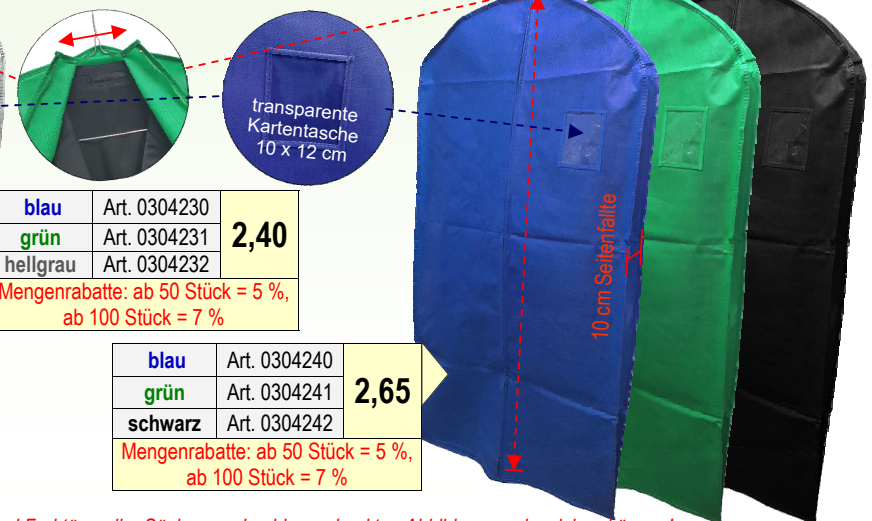 transparente
Kartentasche
10 x 12 cm
blau Art. 0304230
grün Art. 0304231 2,40
hellgrau Art. 0304232
Mengenrabatte: ab 50 Stück = 5 %,
ab 100 Stück = 7 %
10 cm Seitenfallte
blau Art. 0304240
grün Art. 0304241 2,65
schwarz Art. 0304242
Mengenrabatte: ab 50 Stück = 5 %,
ab 100 Stück = 7 %